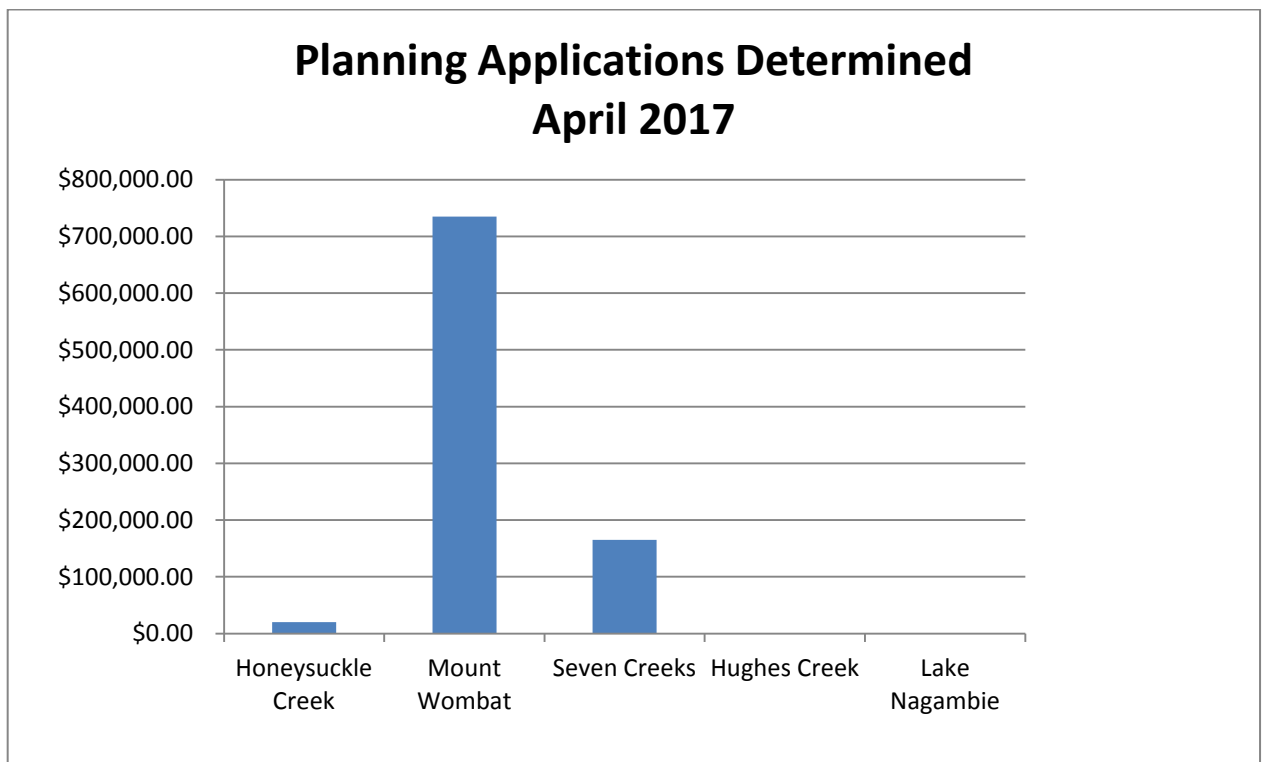 Planning Applications Determined
April 2017
$800,000.00
$700,000.00
$600,000.00
$500,000.00
$400,000.00
$300,000.00
$200,000.00
$100,000.00
$0.00
Honeysuckle
Creek
Mount
Wombat
Seven Creeks
Hughes Creek
Lake
Nagambie